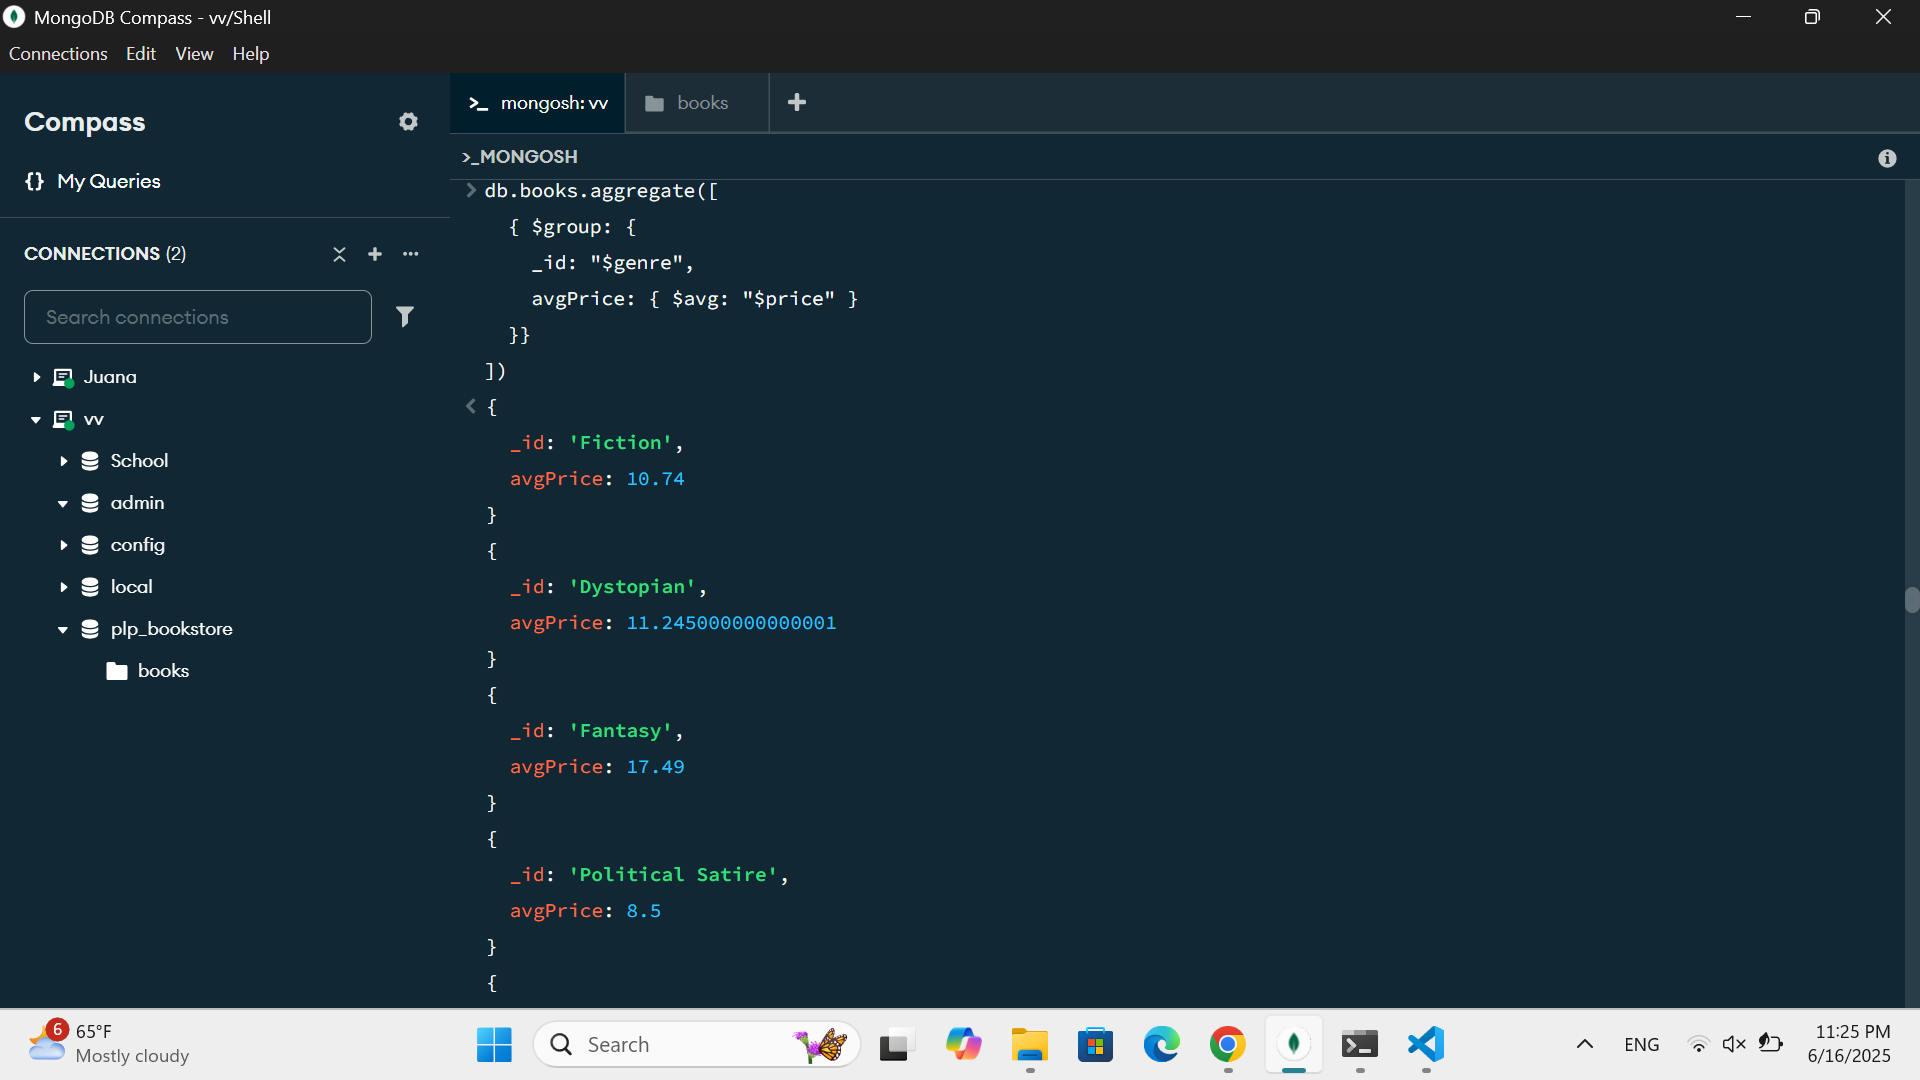 MongoDB Compass - vv/Shell
Connections Edit View Help
Compass
{} My Queries
CONNECTIONS (2)
Search connections
Juana
vv
School
admin
config
local
plp_bookstore
books
>_ mongosh: vv
books
>_MONGOSH
> db.books.aggregate([
{ $group: {
_id: "$genre",
avgPrice: { $avg: "$price" }
}}
])
< {
_id: 'Fiction',
avgPrice: 10.74
}
{
_id: 'Dystopian',
avgPrice: 11.245000000000001
}
{
_id: 'Fantasy',
avgPrice: 17.49
}
{
_id: 'Political Satire',
avgPrice: 8.5
}
{
6
65°F
Mostly cloudy
Search
ENG
11:25 PM
6/16/2025